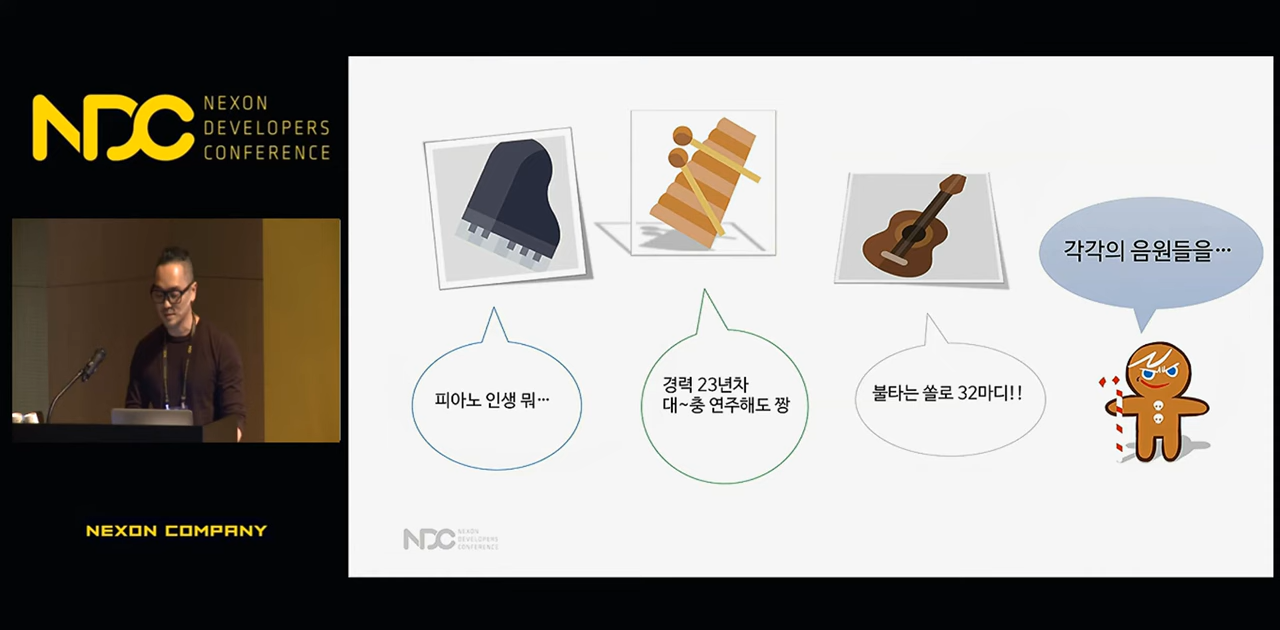 NDC
NEXON
DEVELOPERS
CONFERENCE
NEXON COMPANY
피아노 인생 뭐…
경력 23년차
대~충 연주해도 짱
불타는 쏠로 32마디!!
각각의 음원들을…
NDC
NEXON
DEVELOPERS
CONFERENCE